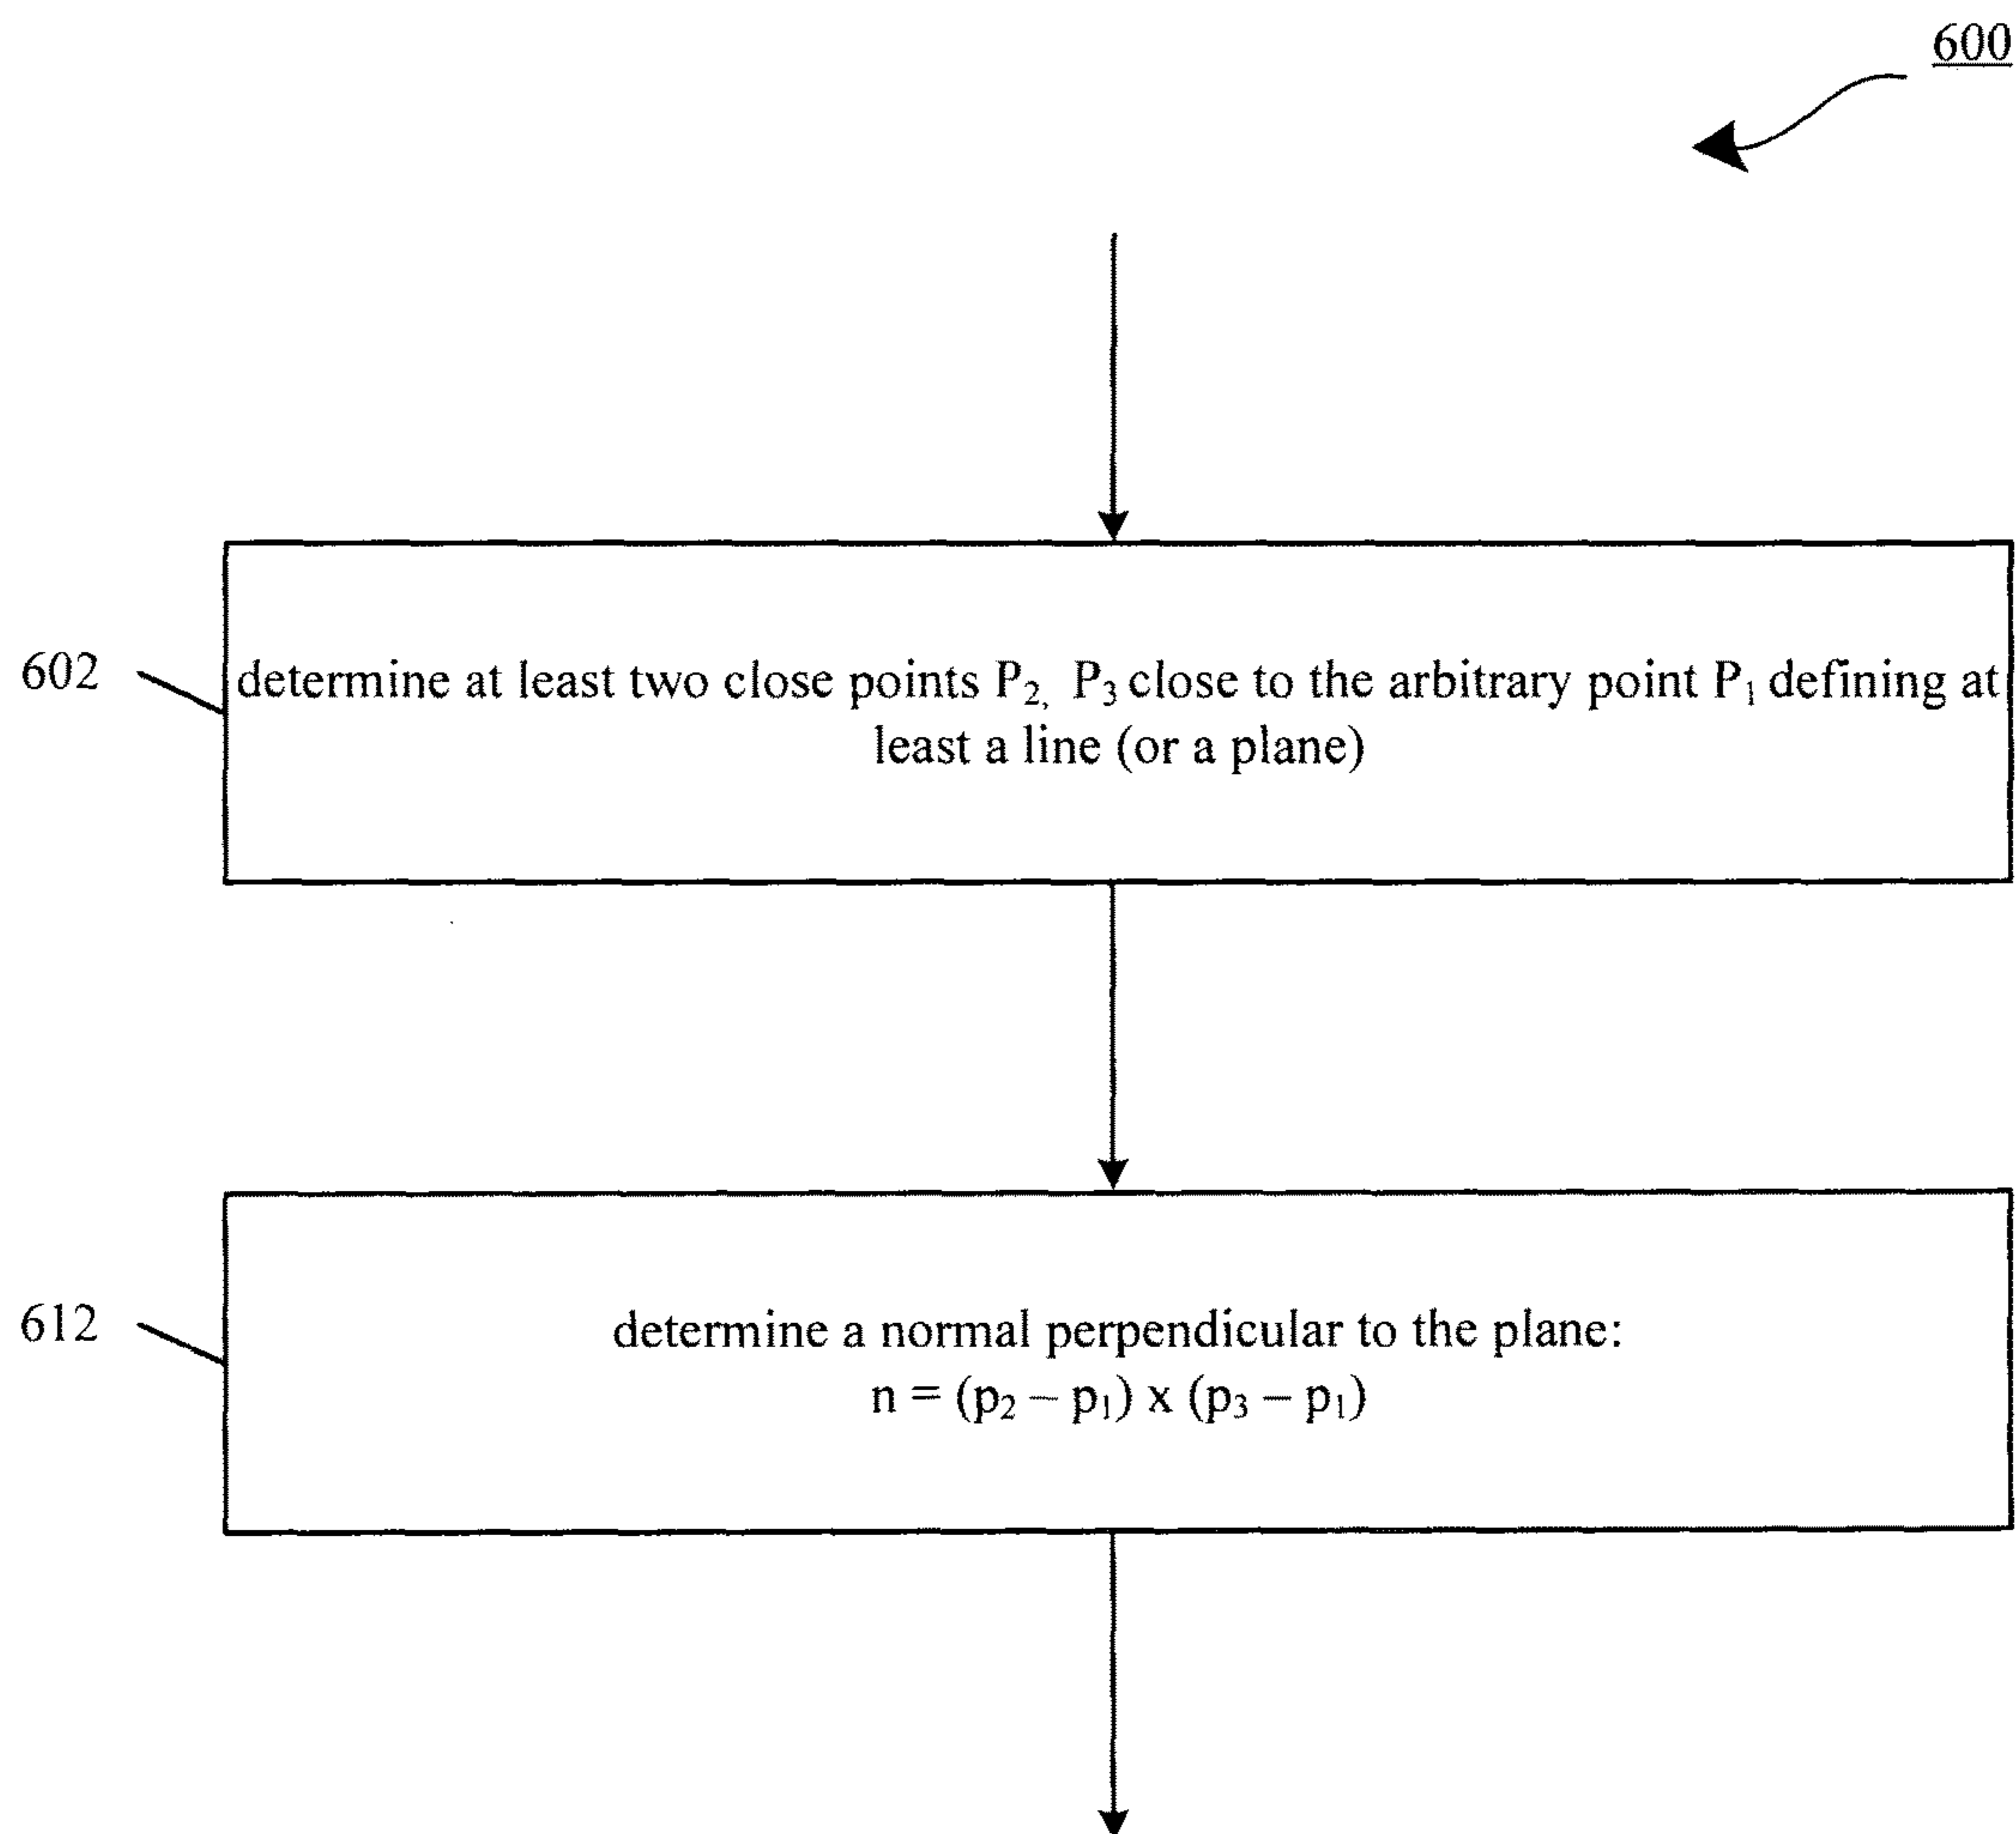 600
602
determine at least two close points P₂, P₃ close to the arbitrary point P₁ defining at
least a line (or a plane)
612
determine a normal perpendicular to the plane:
n = (p₂ – p₁) x (p₃ – p₁)